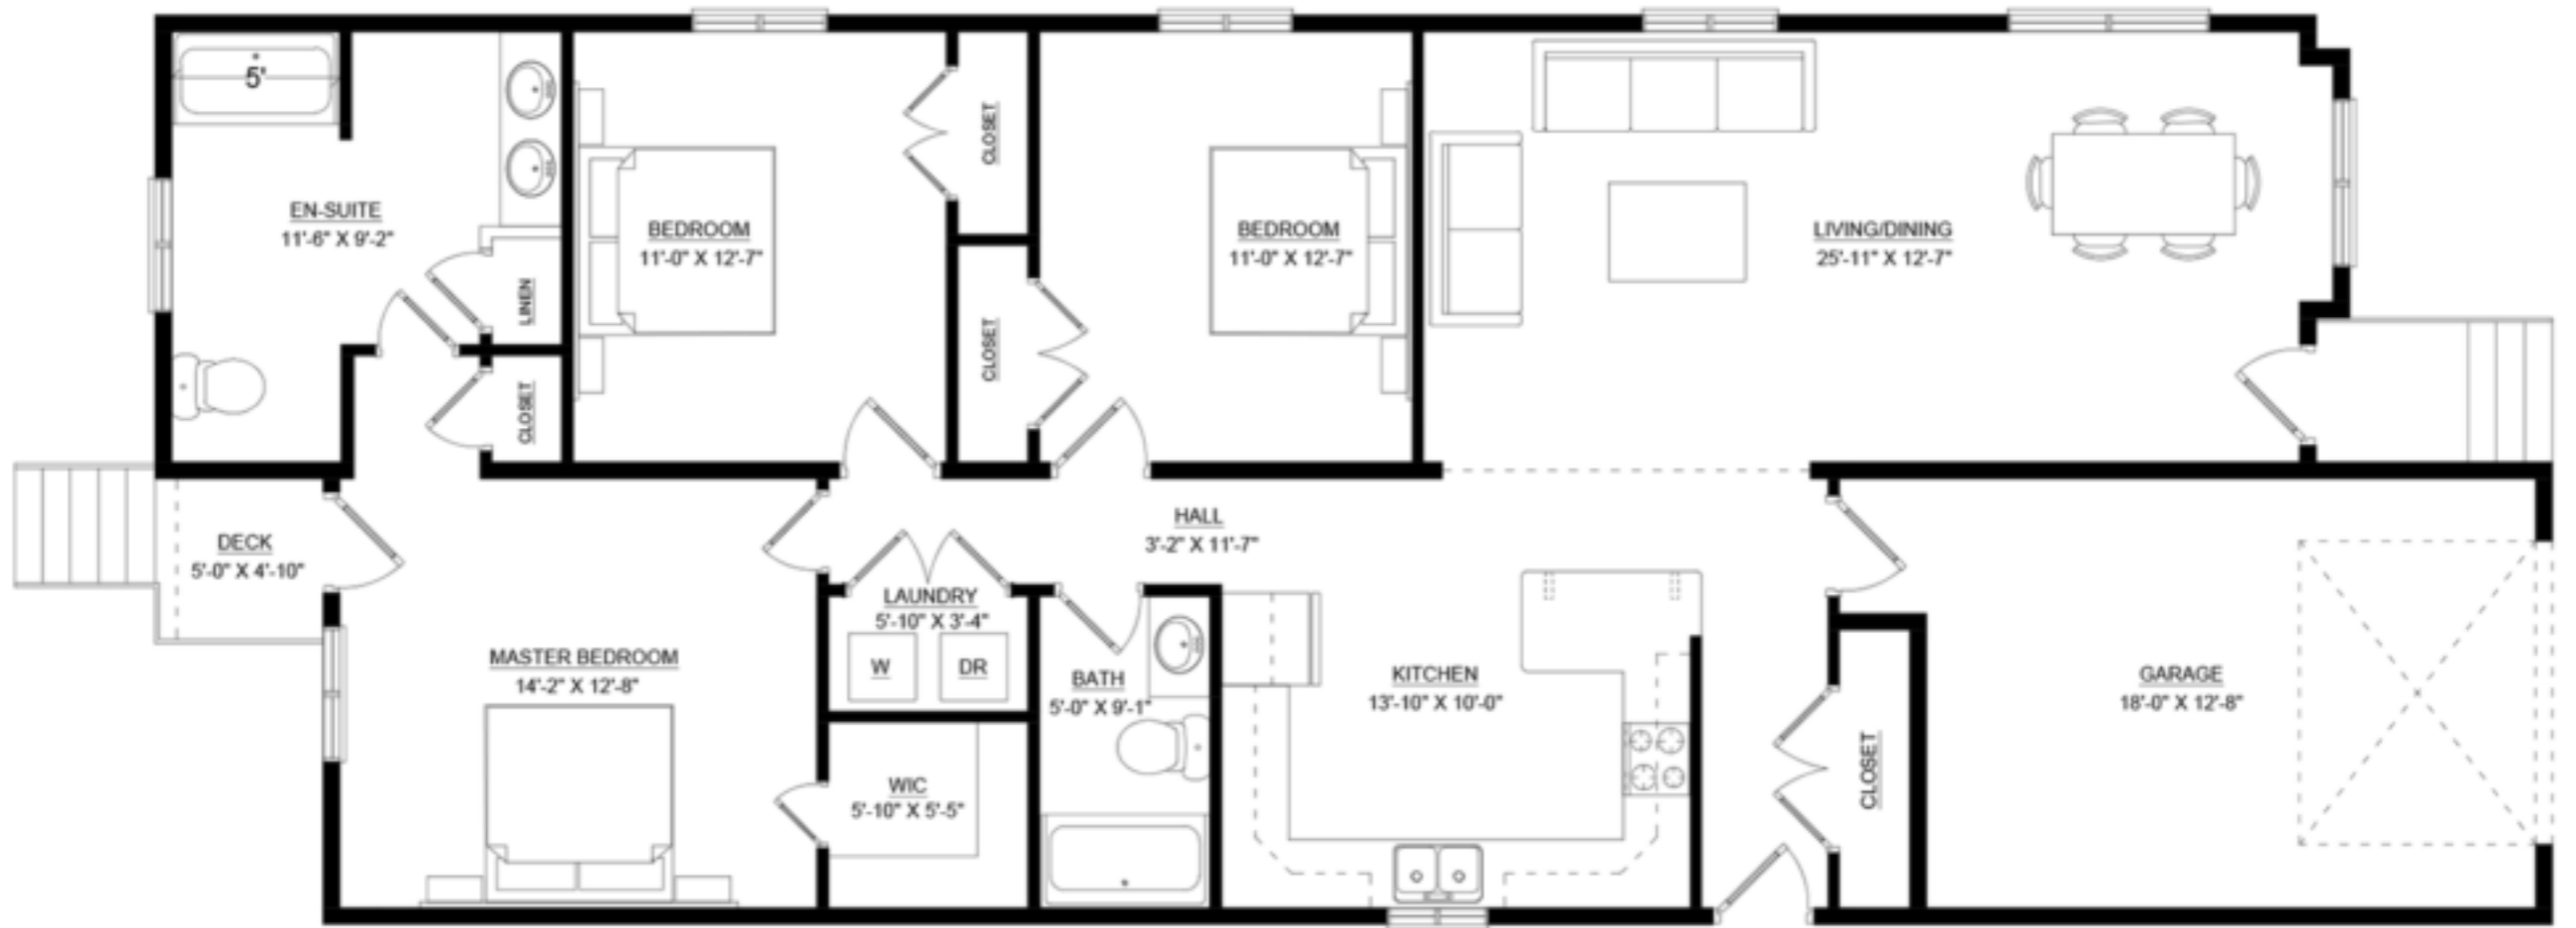 5'
EN-SUITE
11'-6" X 9'-2"
LINEN
CLOSET
BEDROOM
11'-0" X 12'-7"
CLOSET
CLOSET
BEDROOM
11'-0" X 12'-7"
LIVING/DINING
25'-11" X 12'-7"
DECK
5'-0" X 4'-10"
MASTER BEDROOM
14'-2" X 12'-8"
HALL
3'-2" X 11'-7"
LAUNDRY
5'-10" X 3'-4"
W
DR
WIC
5'-10" X 5'-5"
BATH
5'-0" X 9'-1"
KITCHEN
13'-10" X 10'-0"
CLOSET
GARAGE
18'-0" X 12'-8"